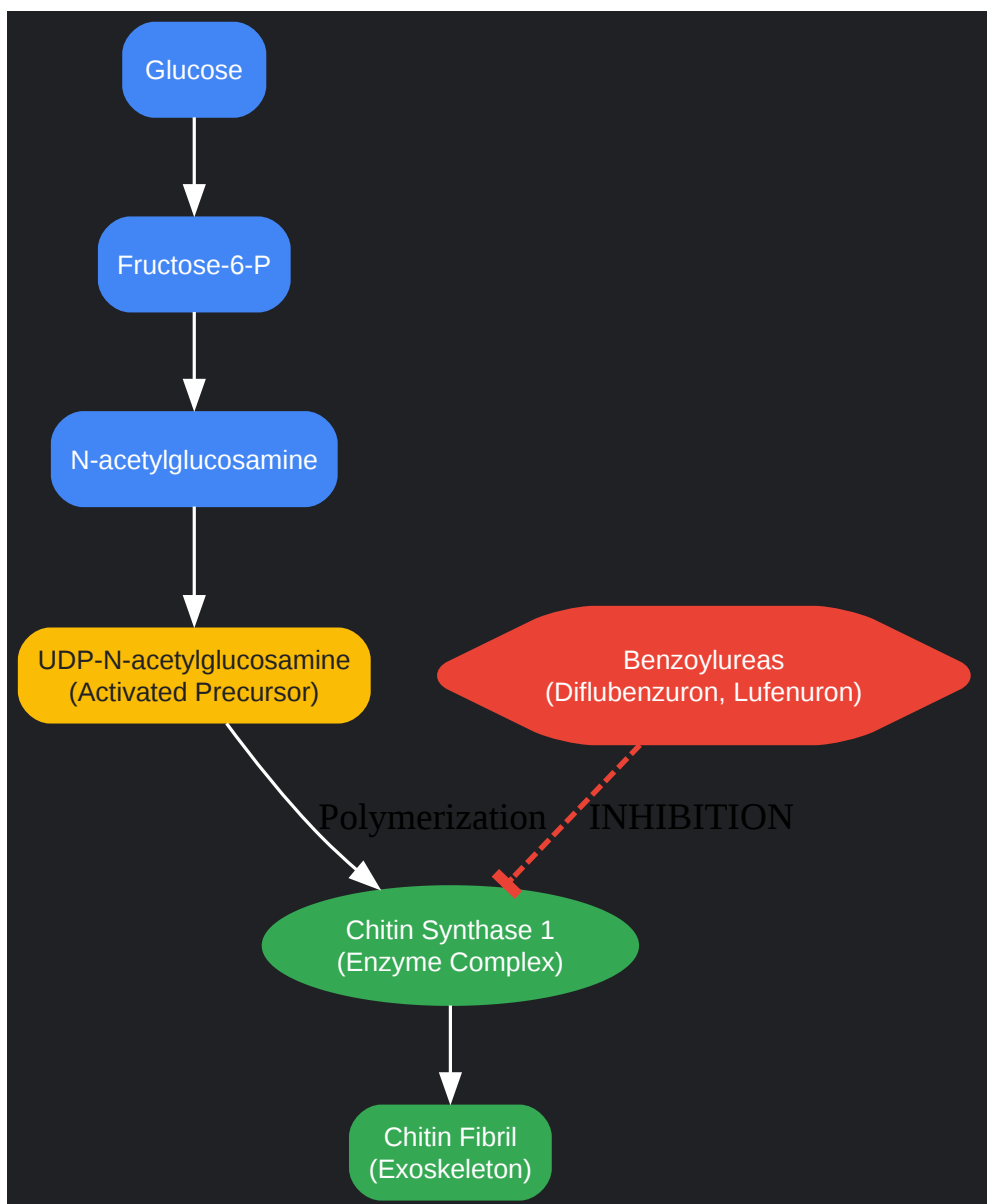 Glucose
Fructose-6-P
N-acetylglucosamine
UDP-N-acetylglucosamine
(Activated Precursor)
Benzoylureas
(Diflubenzuron, Lufenuron)
Polymerization
INHIBITION
Chitin Synthase 1
(Enzyme Complex)
Chitin Fibril
(Exoskeleton)